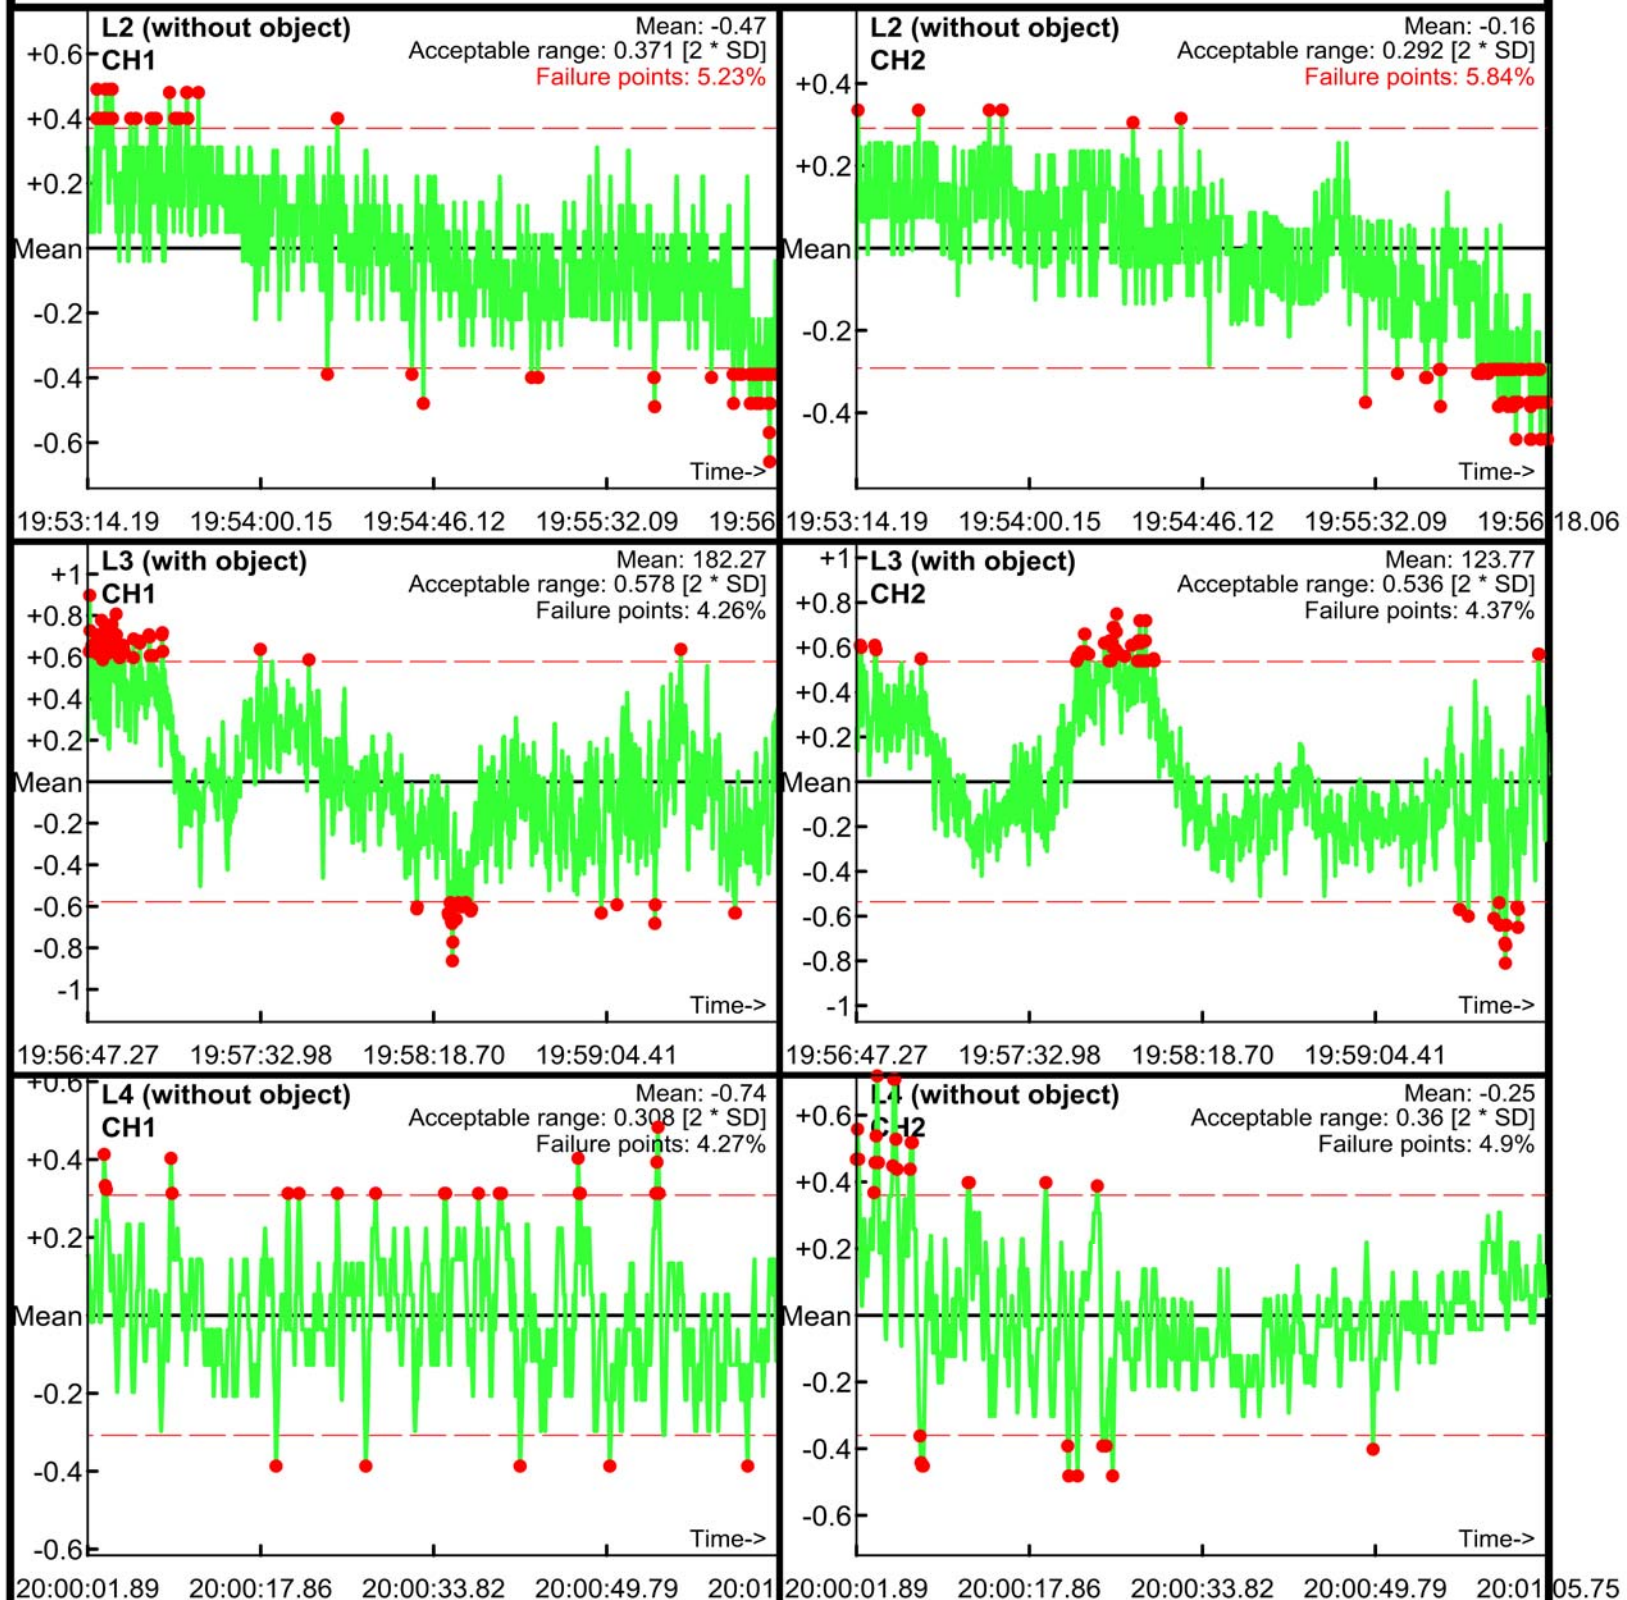 L2 (without object)
CH1
Mean: -0.47
Acceptable range: 0.371 [2 * SD]
Failure points: 5.23%
+0.6
+0.4
+0.2
Mean
-0.2
-0.4
-0.6
Time->
19:53:14.19 19:54:00.15 19:54:46.12 19:55:32.09 19:56
L2 (without object)
CH2
Mean: -0.16
Acceptable range: 0.292 [2 * SD]
Failure points: 5.84%
+0.4
+0.2
Mean
-0.2
-0.4
Time->
19:53:14.19 19:54:00.15 19:54:46.12 19:55:32.09 19:56:18.06
L3 (with object)
CH1
Mean: 182.27
Acceptable range: 0.578 [2 * SD]
Failure points: 4.26%
+1
+0.8
+0.6
+0.4
+0.2
Mean
-0.2
-0.4
-0.6
-0.8
-1
Time->
19:56:47.27 19:57:32.98 19:58:18.70 19:59:04.41
L3 (with object)
CH2
Mean: 123.77
Acceptable range: 0.536 [2 * SD]
Failure points: 4.37%
+1
+0.8
+0.6
+0.4
+0.2
Mean
-0.2
-0.4
-0.6
-0.8
-1
Time->
19:56:47.27 19:57:32.98 19:58:18.70 19:59:04.41
L4 (without object)
CH1
Mean: -0.74
Acceptable range: 0.308 [2 * SD]
Failure points: 4.27%
+0.6
+0.4
+0.2
Mean
-0.2
-0.4
-0.6
Time->
20:00:01.89 20:00:17.86 20:00:33.82 20:00:49.79 20:01
L4 (without object)
CH2
Mean: -0.25
Acceptable range: 0.36 [2 * SD]
Failure points: 4.9%
+0.6
+0.4
+0.2
Mean
-0.2
-0.4
-0.6
Time->
20:00:01.89 20:00:17.86 20:00:33.82 20:00:49.79 20:01:05.75